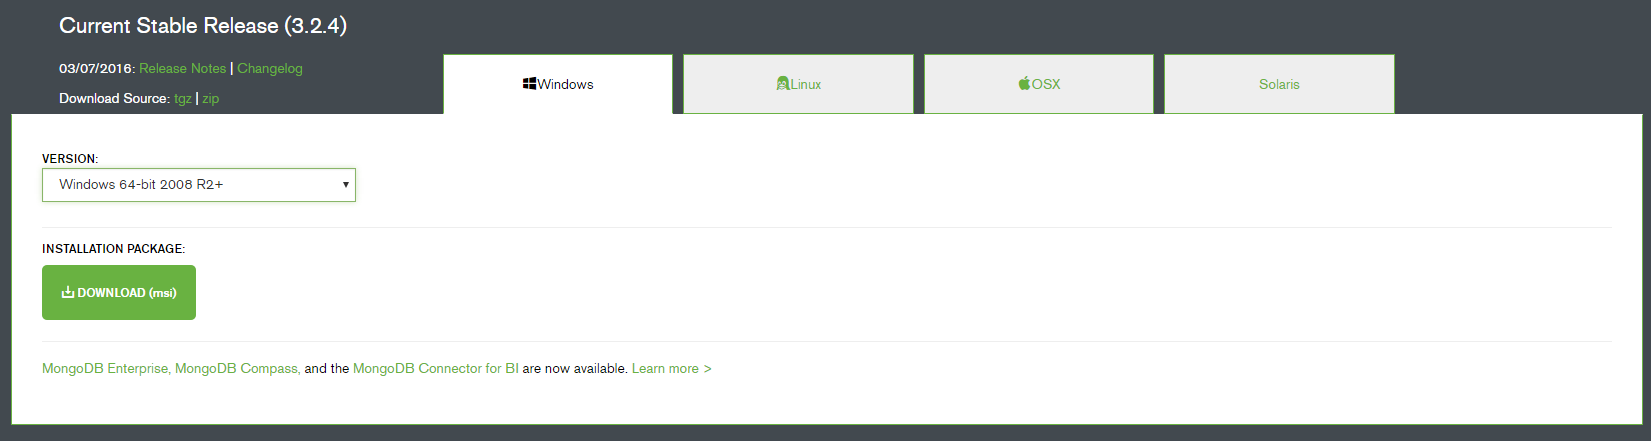 Current Stable Release (3.2.4)
03/07/2016: Release Notes | Changelog
Download Source: tgz | zip
Windows
Linux
OSX
Solaris
VERSION:
Windows 64-bit 2008 R2+
INSTALLATION PACKAGE:
DOWNLOAD (msi)
MongoDB Enterprise, MongoDB Compass, and the MongoDB Connector for BI are now available. Learn more >